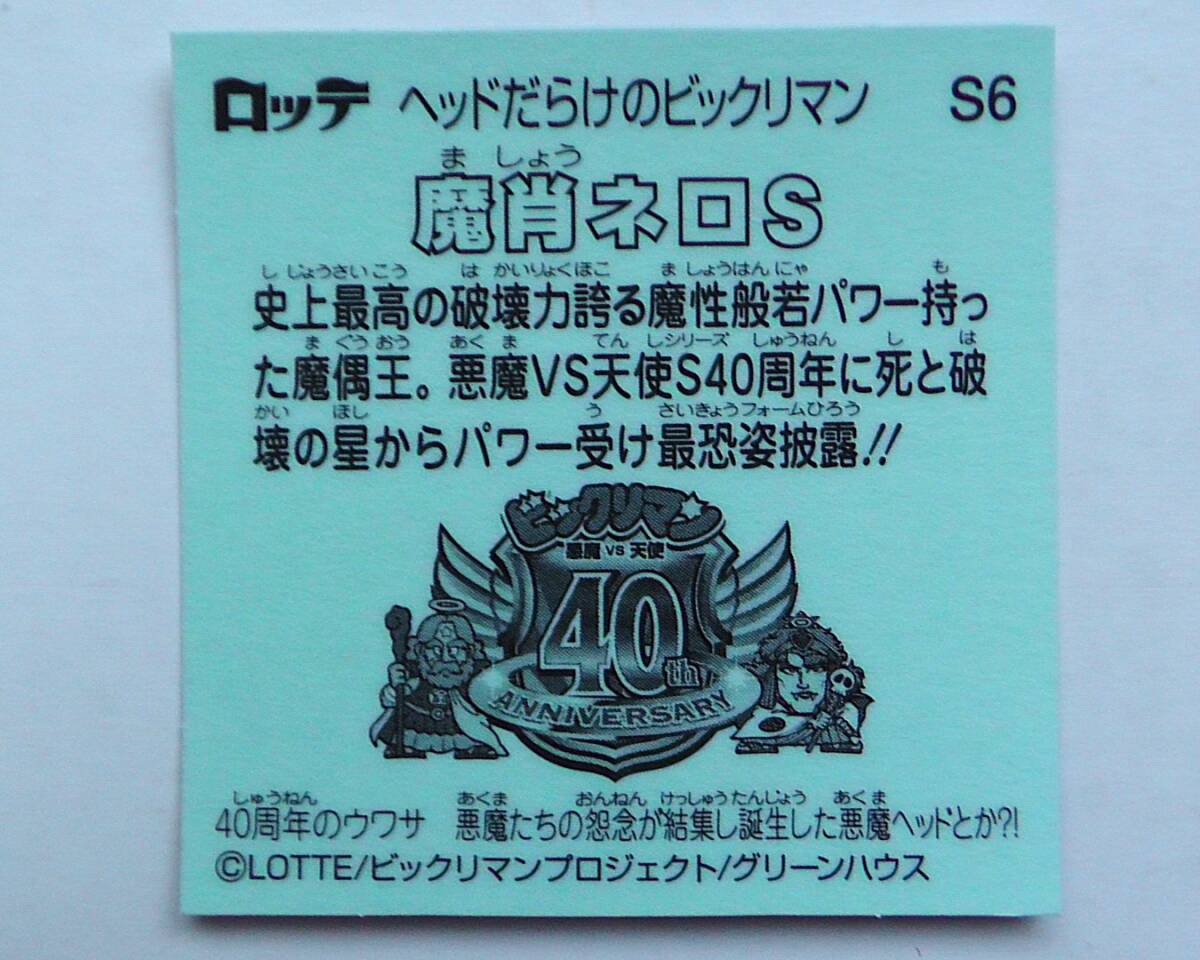 ロッテ ヘッドだらけのビックリマン S6
ま しょう
魔肖ネロS
し じょうさい こう は かいりょくほこ ま しょうはん にゃ も
史上最高の破壊力誇る魔性般若パワー持っ
ま ぐう おう あく ま てん しシリーズ しゅうねん し は
た魔偶王。悪魔VS天使S40周年に死と破
かい ほし う さいきょうフォームひろう
壊の星からパワー受け最恐姿披露!!
ビックリマン
悪魔 VS 天使
40th
ANNIVERSARY
しゅうねん あくま おんねん けっしゅうたんじょう あくま
40周年のウワサ 悪魔たちの怨念が結集し誕生した悪魔ヘッドとか?!
©LOTTE/ビックリマンプロジェクト/グリーンハウス